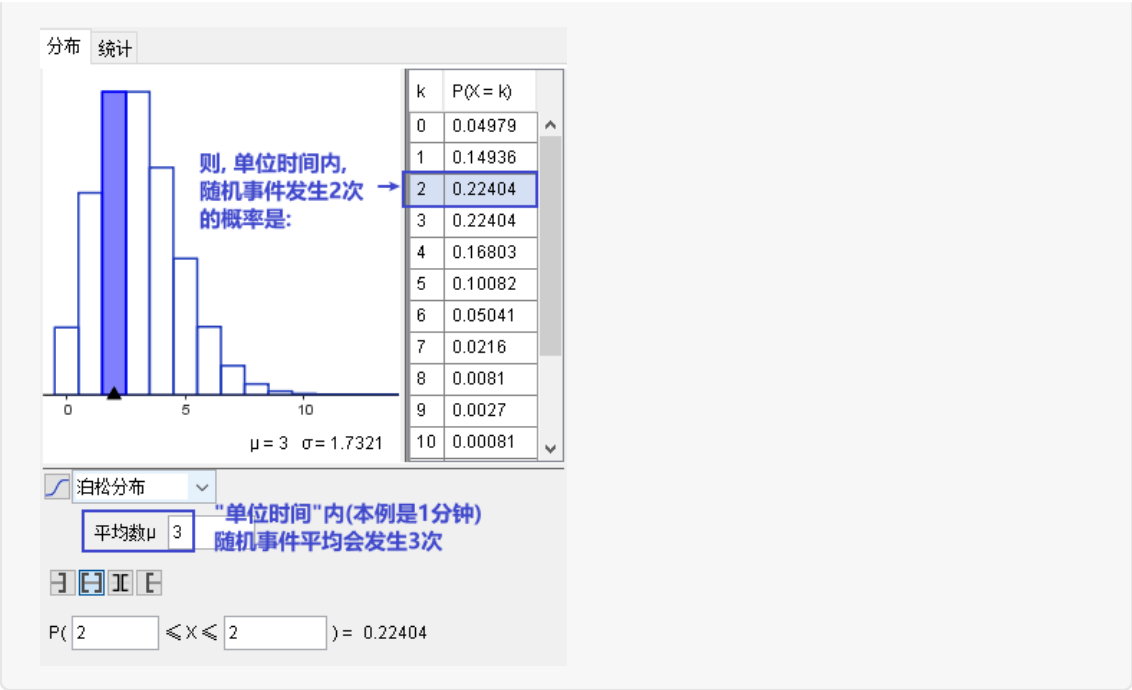 分布 统计
k P(X = k)
0 0.04979
1 0.14936
2 0.22404
3 0.22404
4 0.16803
5 0.10082
6 0.05041
7 0.0216
8 0.0081
9 0.0027
10 0.00081
则, 单位时间内,
随机事件发生2次
的概率是:
0 5 10
μ = 3 σ = 1.7321
泊松分布
平均数μ 3
"单位时间"内(本例是1分钟)
随机事件平均会发生3次
P( 2 ≤ X ≤ 2 ) = 0.22404